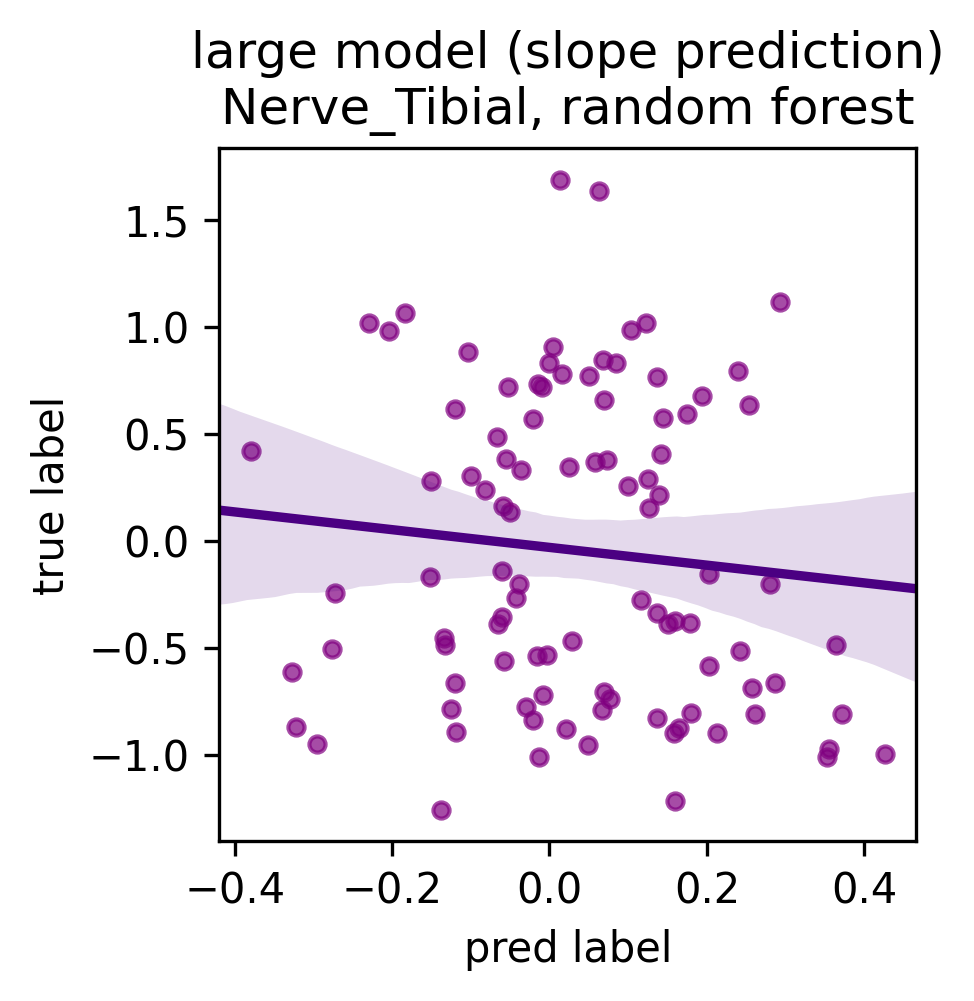 large model (slope prediction)
Nerve_Tibial, random forest
true label
1.5
1.0
0.5
0.0
−0.5
−1.0
−0.4
−0.2
0.0
0.2
0.4
pred label